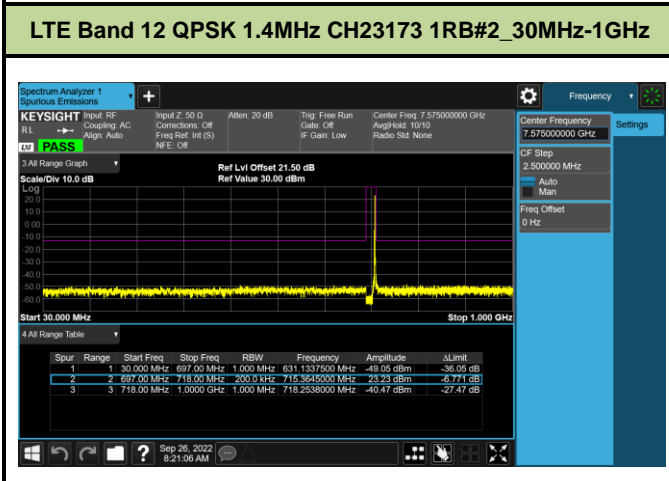 LTE Band 12 QPSK 1.4MHz CH23173 1RB#2_30MHz-1GHz
Spectrum Analyzer 1
Spurious Emissions
+
Frequency
KEYSIGHT
RL
LXI
PASS
Input: RF
Coupling: AC
Align: Auto
Input Z: 50 Ω
Corrections: Off
Freq Ref: Int (S)
NFE: Off
Atten: 20 dB
Trig: Free Run
Gate: Off
IF Gain: Low
Center Freq: 7.575000000 GHz
Avg|Hold: 10/10
Radio Std: None
Center Frequency
7.575000000 GHz
Settings
CF Step
2.500000 MHz
Auto
Man
Freq Offset
0 Hz
3 All Range Graph
Scale/Div 10.0 dB
Ref Lvl Offset 21.50 dB
Ref Value 30.00 dBm
Log
20.0
10.0
0.00
-10.0
-20.0
-30.0
-40.0
-50.0
-60.0
Start 30.000 MHz
Stop 1.000 GHz
4 All Range Table
Spur Range Start Freq Stop Freq RBW Frequency Amplitude ΔLimit
1 1 30.000 MHz 697.00 MHz 1.000 MHz 631.1337500 MHz -49.05 dBm -36.05 dB
2 2 697.00 MHz 718.00 MHz 200.0 kHz 715.3645000 MHz 23.23 dBm -6.771 dB
3 3 718.00 MHz 1.0000 GHz 1.000 MHz 718.2538000 MHz -40.47 dBm -27.47 dB
?
Sep 26, 2022
8:21:06 AM